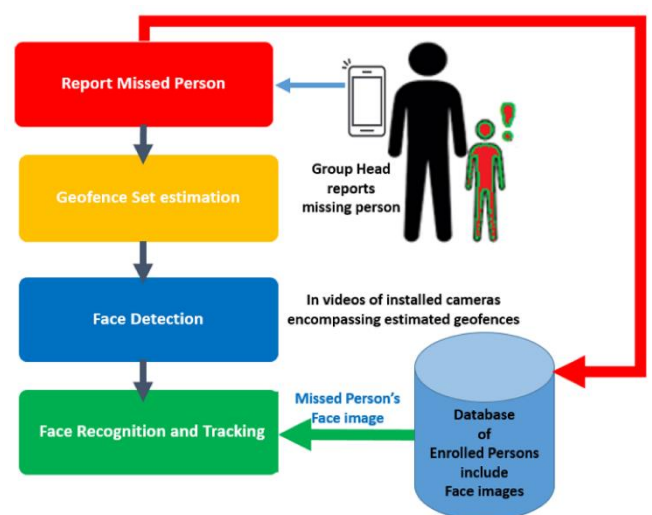 Report Missed Person
Group Head
reports
missing person
Geofence Set estimation
Face Detection
In videos of installed cameras
encompassing estimated geofences
Face Recognition and Tracking
Missed Person's
Face image
Database
of
Enrolled Persons
include
Face images